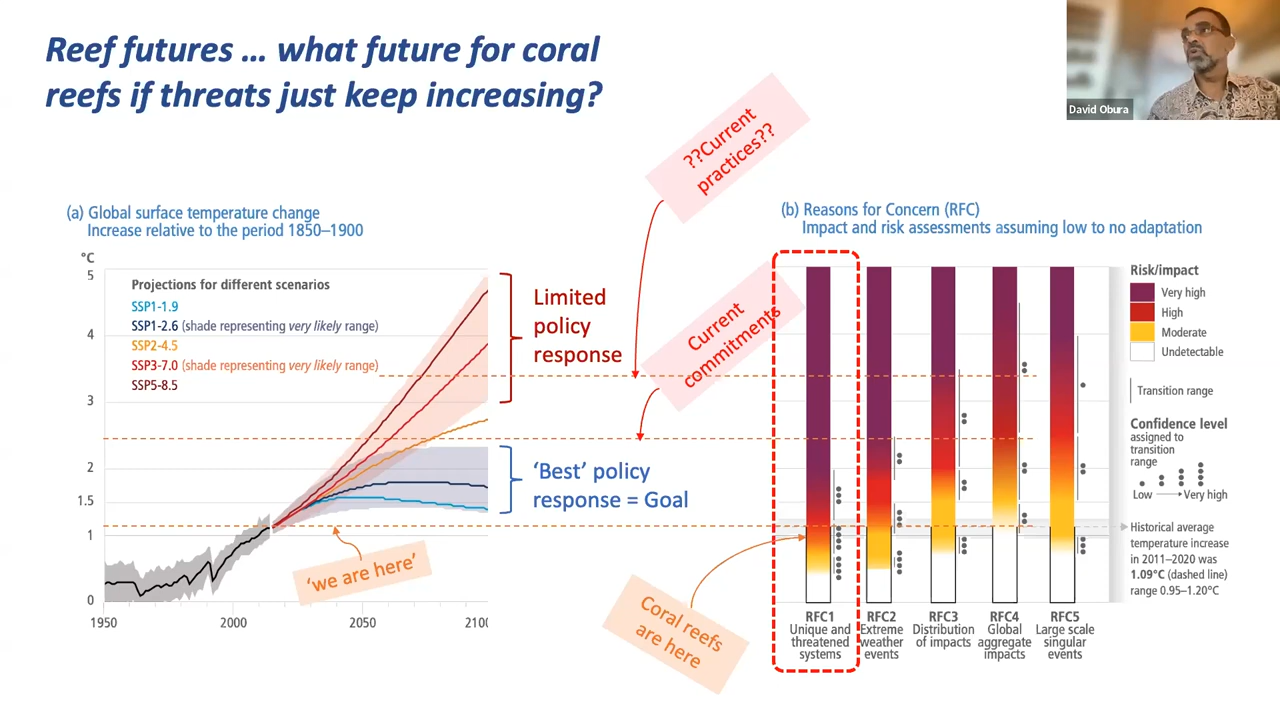 Reef futures ... what future for coral
reefs if threats just keep increasing?
David Obura
??Current
practices??
(a) Global surface temperature change
Increase relative to the period 1850–1900
°C
5
4
3
2
1.5
1
0
1950
2000
2050
2100
Projections for different scenarios
SSP1-1.9
SSP1-2.6 (shade representing very likely range)
SSP2-4.5
SSP3-7.0 (shade representing very likely range)
SSP5-8.5
Limited
policy
response
Current
commitments
'Best' policy
response = Goal
'we are here'
Coral reefs
are here
(b) Reasons for Concern (RFC)
Impact and risk assessments assuming low to no adaptation
RFC1
Unique and
threatened
systems
RFC2
Extreme
weather
events
RFC3
Distribution
of impacts
RFC4
Global
aggregate
impacts
RFC5
Large scale
singular
events
Risk/impact
Very high
High
Moderate
Undetectable
Transition range
Confidence level
assigned to
transition
range
Low → Very high
Historical average
temperature increase
in 2011–2020 was
1.09°C (dashed line)
range 0.95–1.20°C